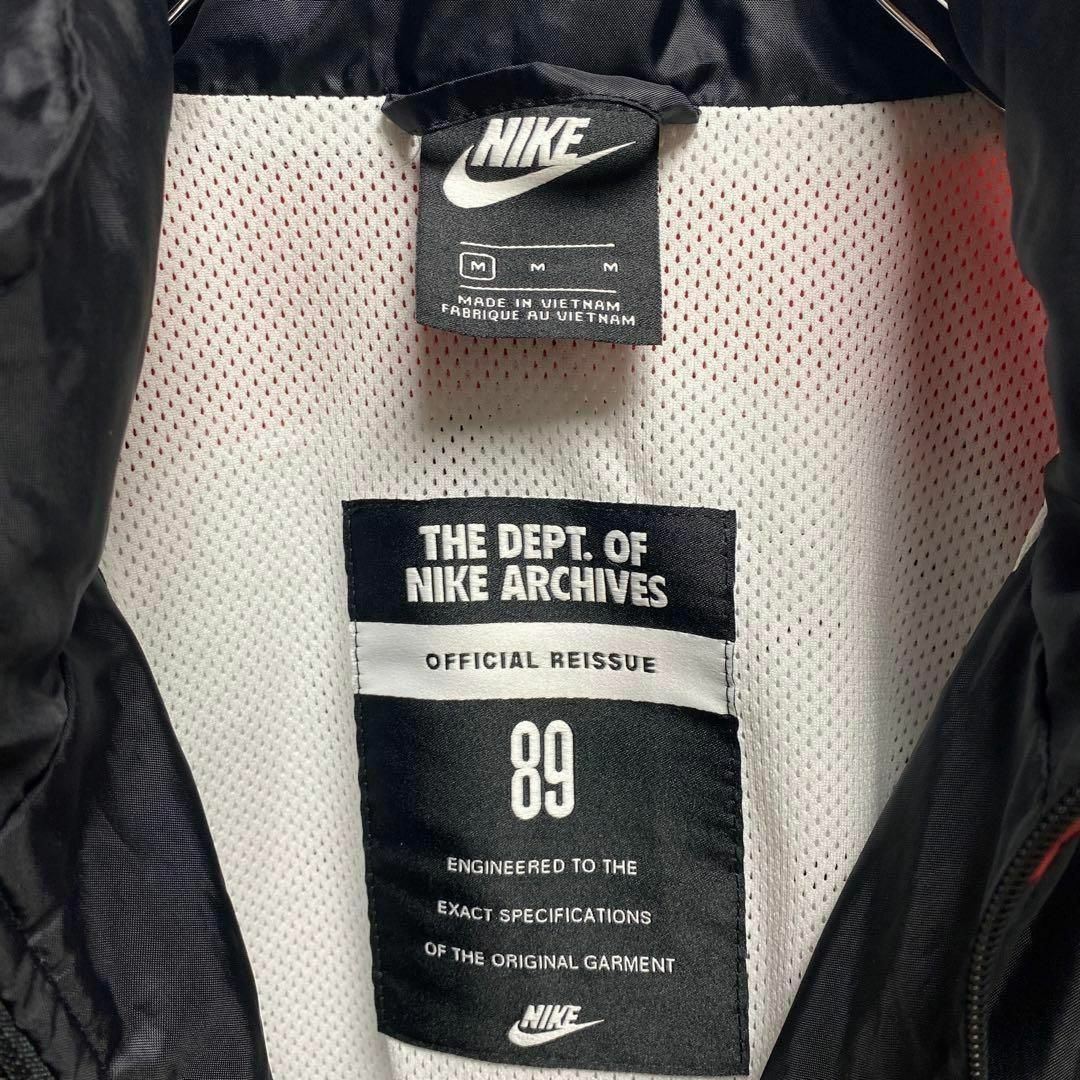 NIKE
M M M
MADE IN VIETNAM
FABRIQUE AU VIETNAM
THE DEPT. OF
NIKE ARCHIVES
OFFICIAL REISSUE
89
ENGINEERED TO THE
EXACT SPECIFICATIONS
OF THE ORIGINAL GARMENT
NIKE